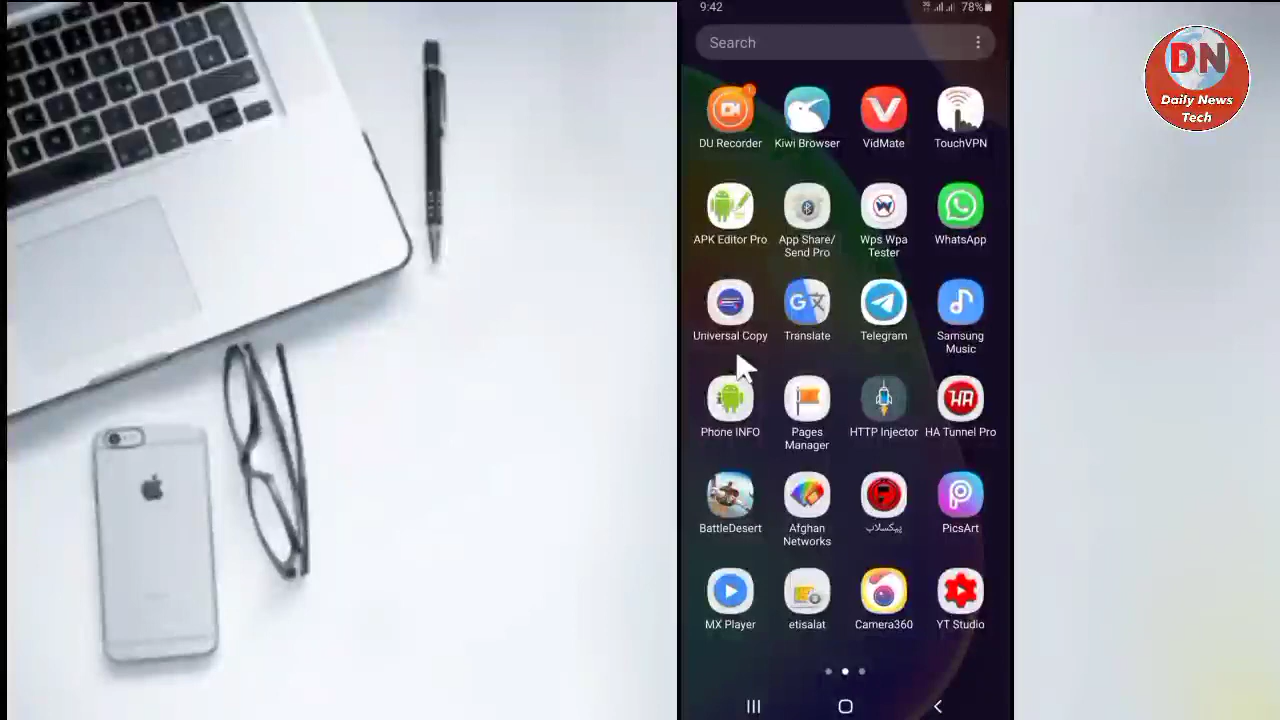 9:42
78%
Search
DN
Daily News
Tech
DU Recorder
Kiwi Browser
VidMate
TouchVPN
APK Editor Pro
App Share/
Send Pro
Wps Wpa
Tester
WhatsApp
Universal Copy
Translate
Telegram
Samsung
Music
Phone INFO
Pages
Manager
HTTP Injector
HA Tunnel Pro
BattleDesert
Afghan
Networks
پیکسلاب
PicsArt
MX Player
etisalat
Camera360
YT Studio